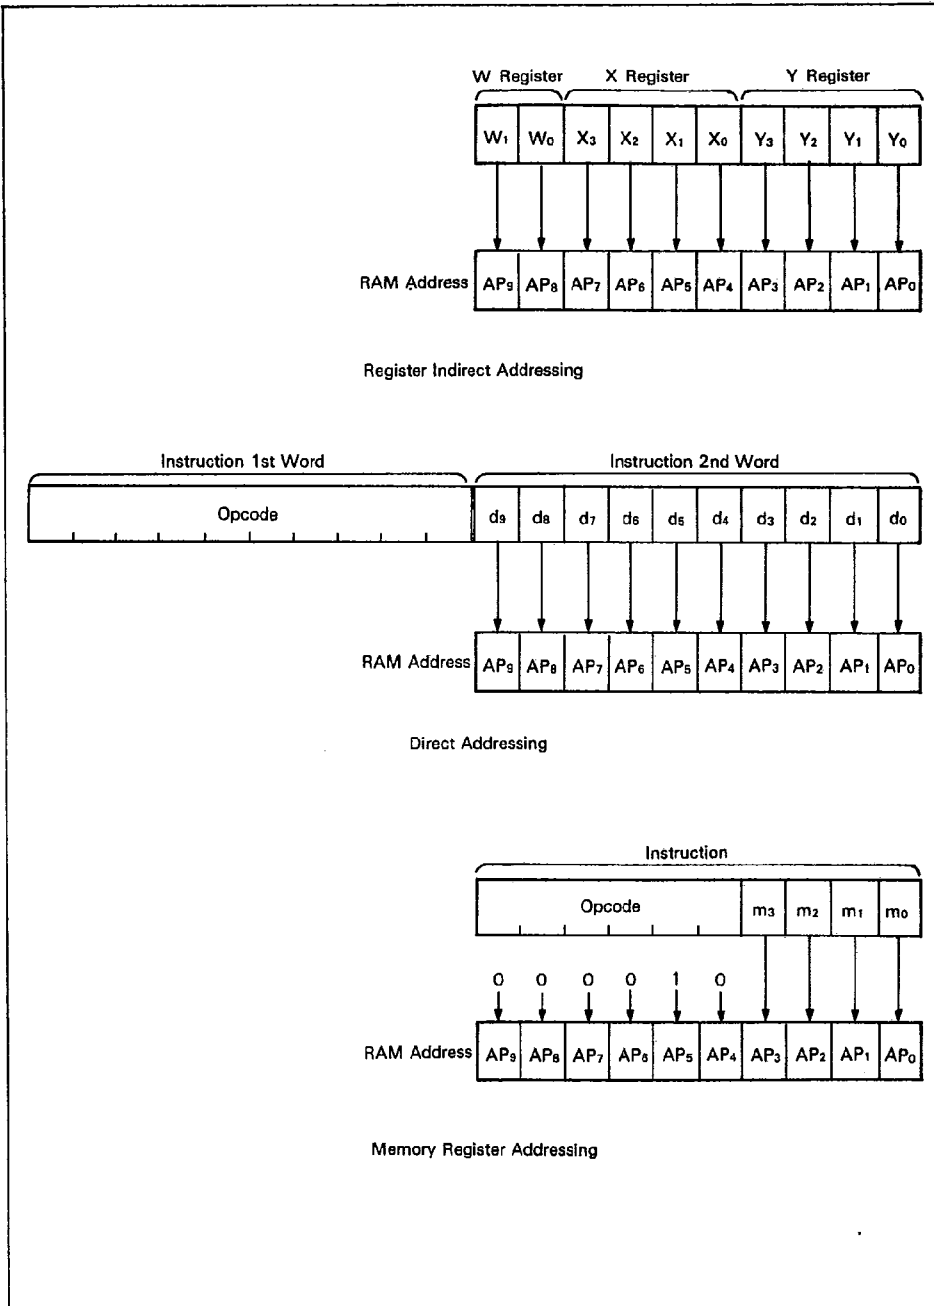 W Register X Register Y Register
W₁ W₀ X₃ X₂ X₁ X₀ Y₃ Y₂ Y₁ Y₀
RAM Address AP₉ AP₈ AP₇ AP₆ AP₅ AP₄ AP₃ AP₂ AP₁ AP₀
Register Indirect Addressing
Instruction 1st Word Instruction 2nd Word
Opcode d₉ d₈ d₇ d₆ d₅ d₄ d₃ d₂ d₁ d₀
RAM Address AP₉ AP₈ AP₇ AP₆ AP₅ AP₄ AP₃ AP₂ AP₁ AP₀
Direct Addressing
Instruction
Opcode m₃ m₂ m₁ m₀
0 0 0 0 1 0
RAM Address AP₉ AP₈ AP₇ AP₆ AP₅ AP₄ AP₃ AP₂ AP₁ AP₀
Memory Register Addressing